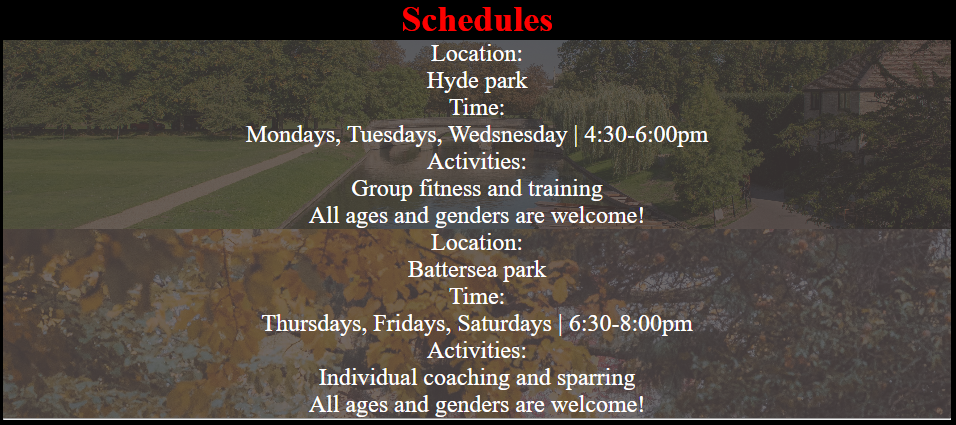 Schedules
Location:
Hyde park
Time:
Mondays, Tuesdays, Wedsnesday | 4:30-6:00pm
Activities:
Group fitness and training
All ages and genders are welcome!
Location:
Battersea park
Time:
Thursdays, Fridays, Saturdays | 6:30-8:00pm
Activities:
Individual coaching and sparring
All ages and genders are welcome!